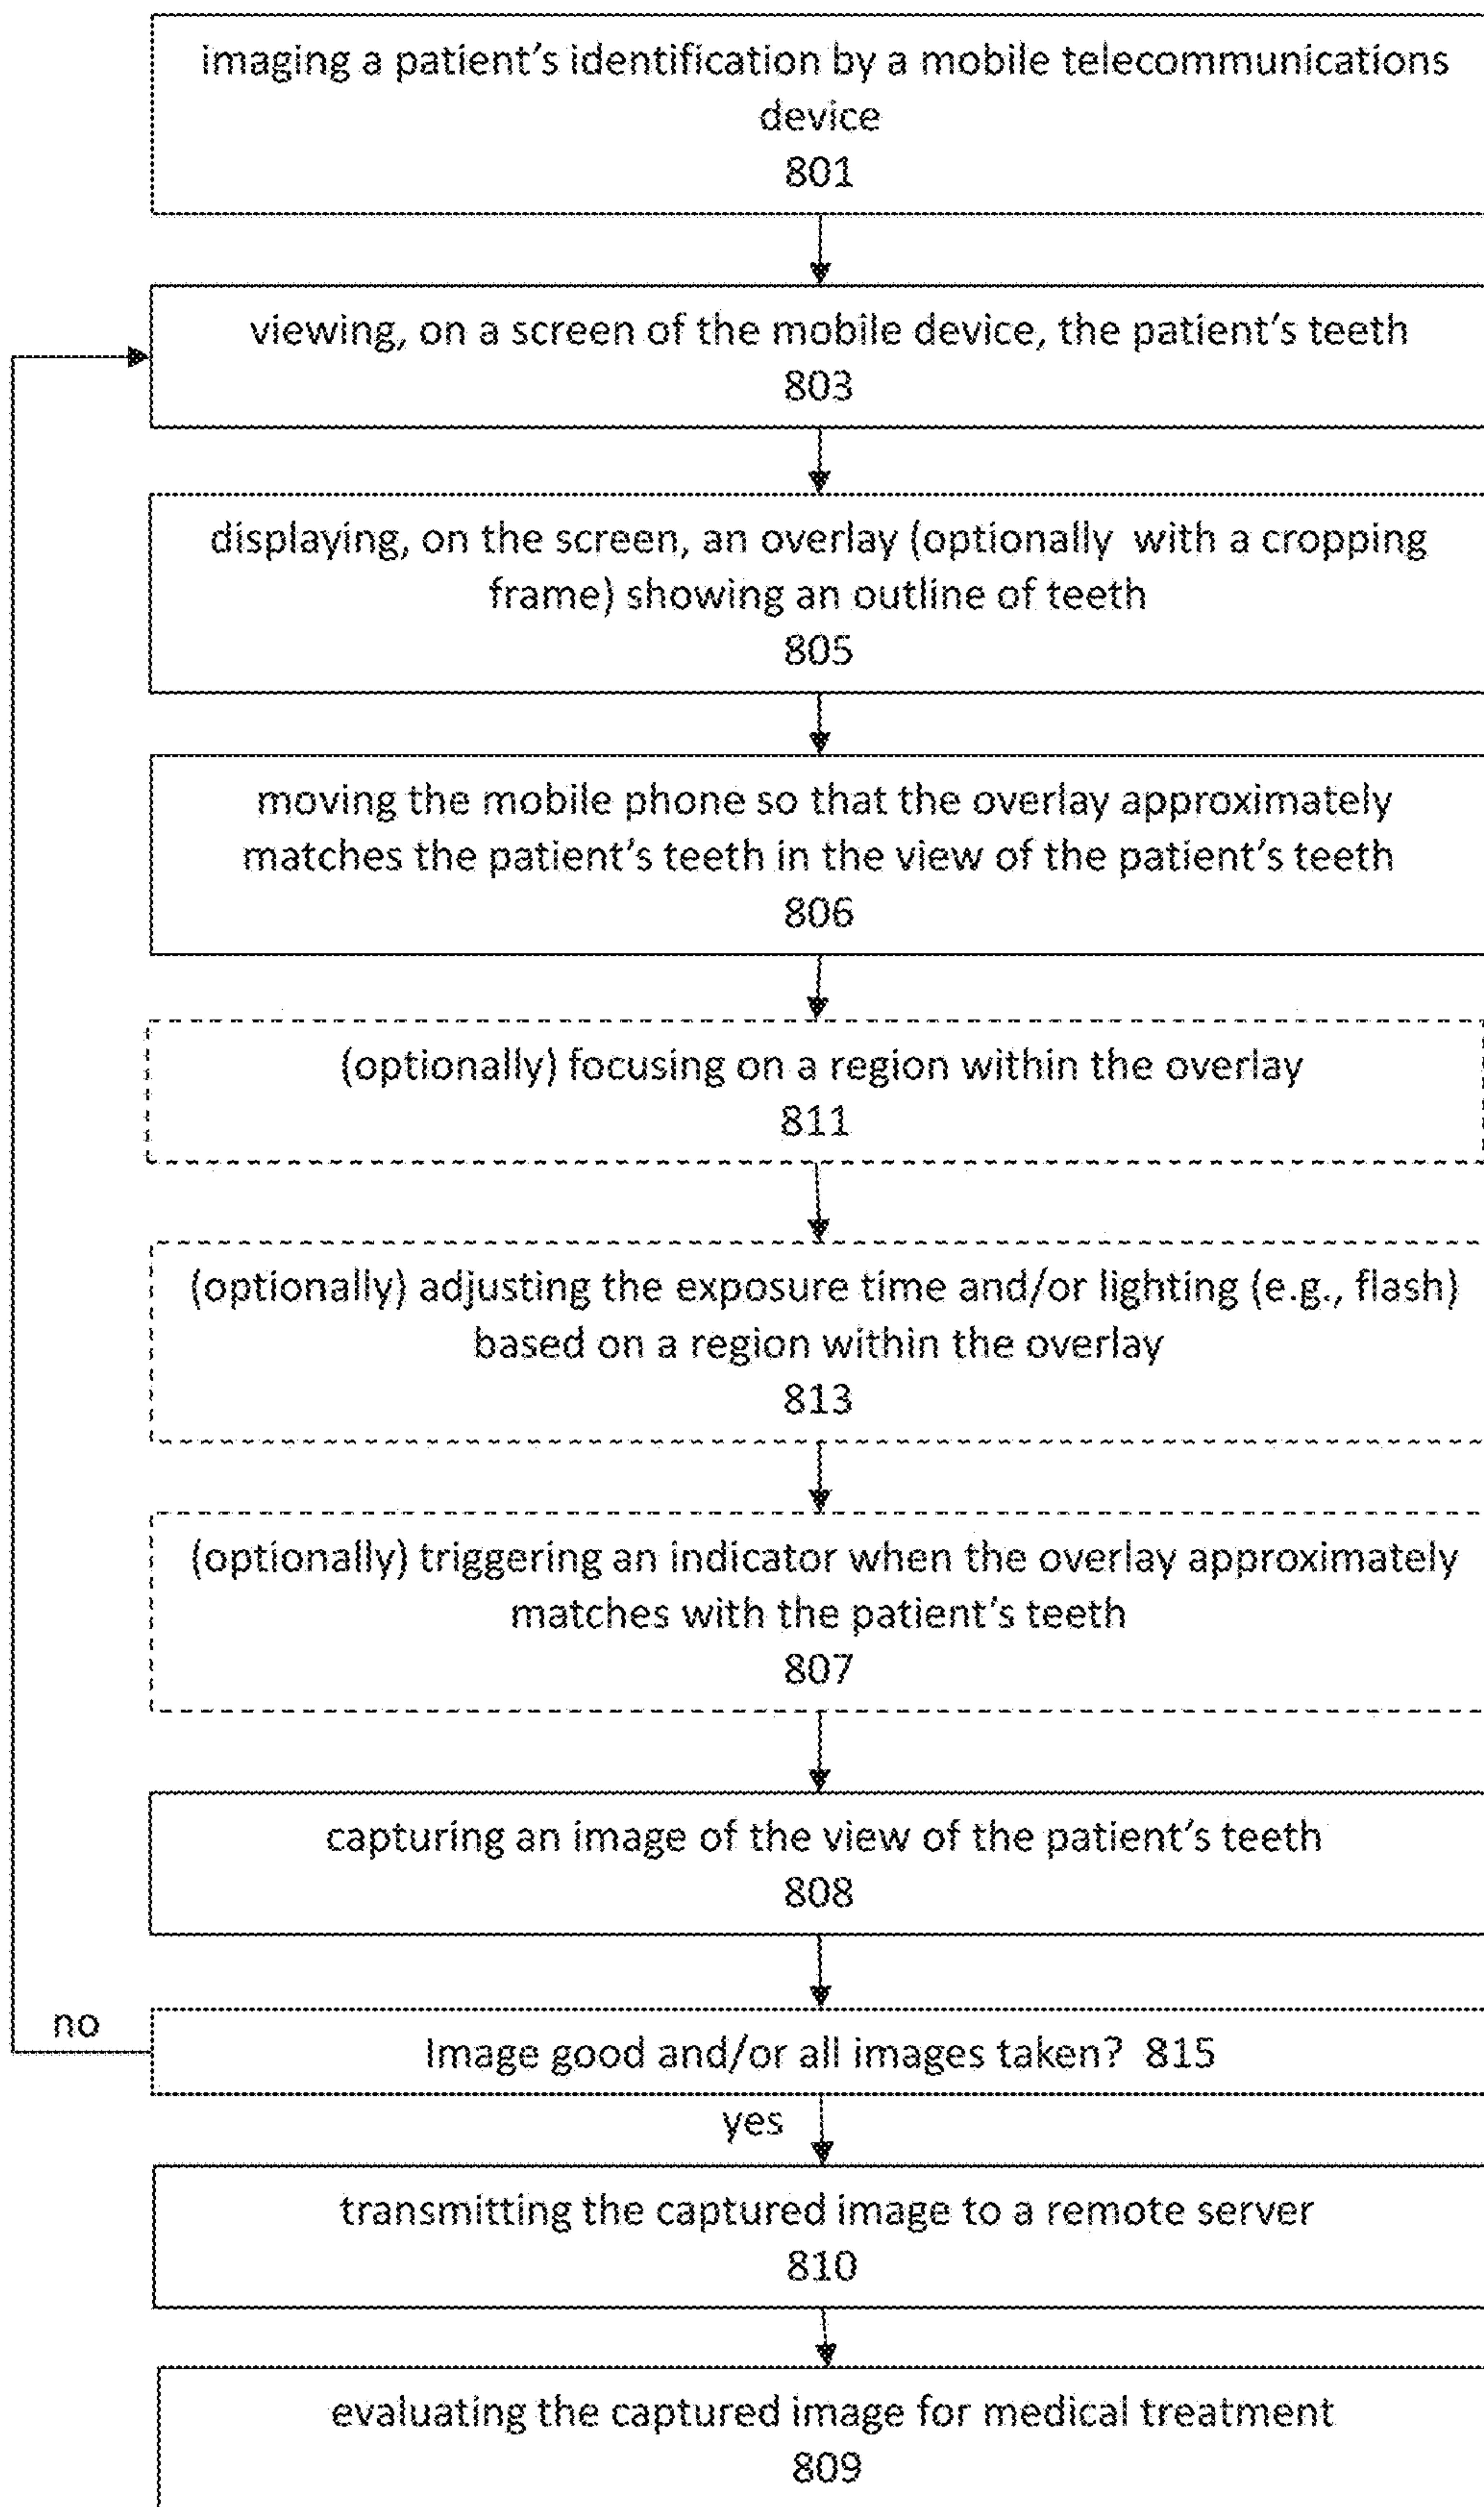 imaging a patient's identification by a mobile telecommunications
device
801
viewing, on a screen of the mobile device, the patient's teeth
803
displaying, on the screen, an overlay (optionally with a cropping
frame) showing an outline of teeth
805
moving the mobile phone so that the overlay approximately
matches the patient's teeth in the view of the patient's teeth
806
(optionally) focusing on a region within the overlay
811
(optionally) adjusting the exposure time and/or lighting (e.g., flash)
based on a region within the overlay
813
(optionally) triggering an indicator when the overlay approximately
matches with the patient's teeth
807
capturing an image of the view of the patient's teeth
808
no
Image good and/or all images taken? 815
yes
transmitting the captured image to a remote server
810
evaluating the captured image for medical treatment
809